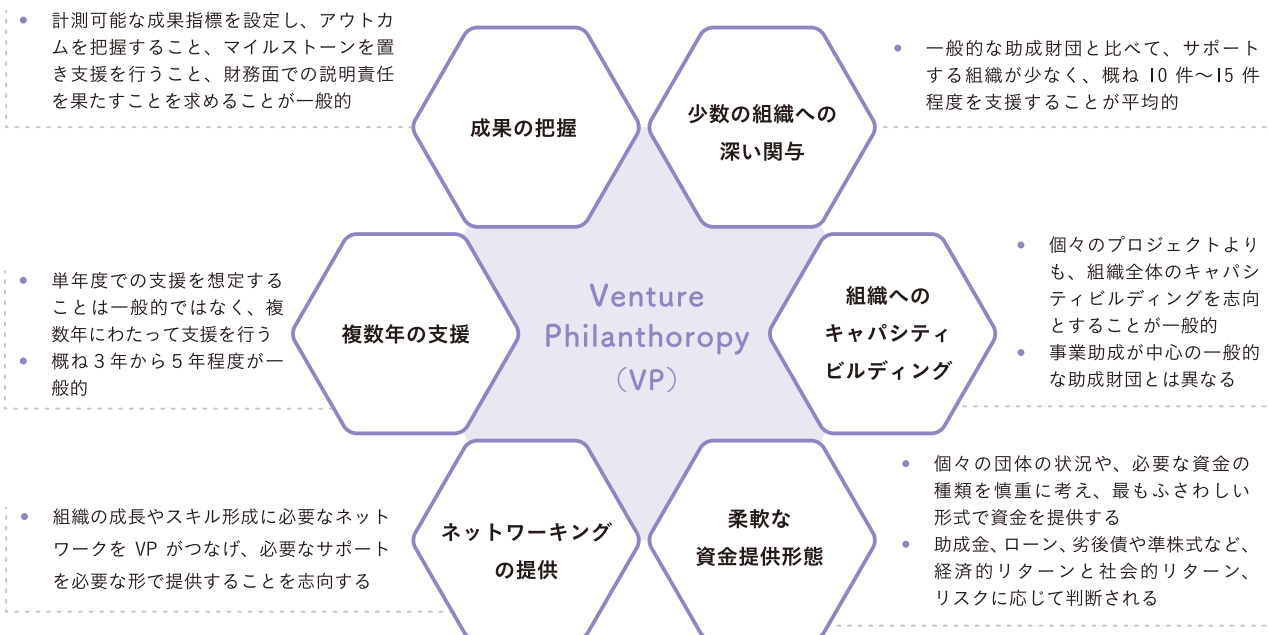 計測可能な成果指標を設定し、アウトカ
ムを把握すること、マイルストーンを置
き支援を行うこと、財務面での説明責任
を果たすことを求めることが一般的
成果の把握
少数の組織への
深い関与
一般的な助成財団と比べて、サポート
する組織が少なく、概ね 10 件〜15 件
程度を支援することが平均的
単年度での支援を想定する
ことは一般的ではなく、複
数年にわたって支援を行う
概ね3年から5年程度が一
般的
複数年の支援
Venture
Philanthoropy
（VP）
組織への
キャパシティ
ビルディング
個々のプロジェクトより
も、組織全体のキャパシ
ティビルディングを志向
とすることが一般的
事業助成が中心の一般的
な助成財団とは異なる
組織の成長やスキル形成に必要なネット
ワークを VP がつなげ、必要なサポート
を必要な形で提供することを志向する
ネットワーキング
の提供
柔軟な
資金提供形態
個々の団体の状況や、必要な資金の
種類を慎重に考え、最もふさわしい
形式で資金を提供する
助成金、ローン、劣後債や準株式など、
経済的リターンと社会的リターン、
リスクに応じて判断される